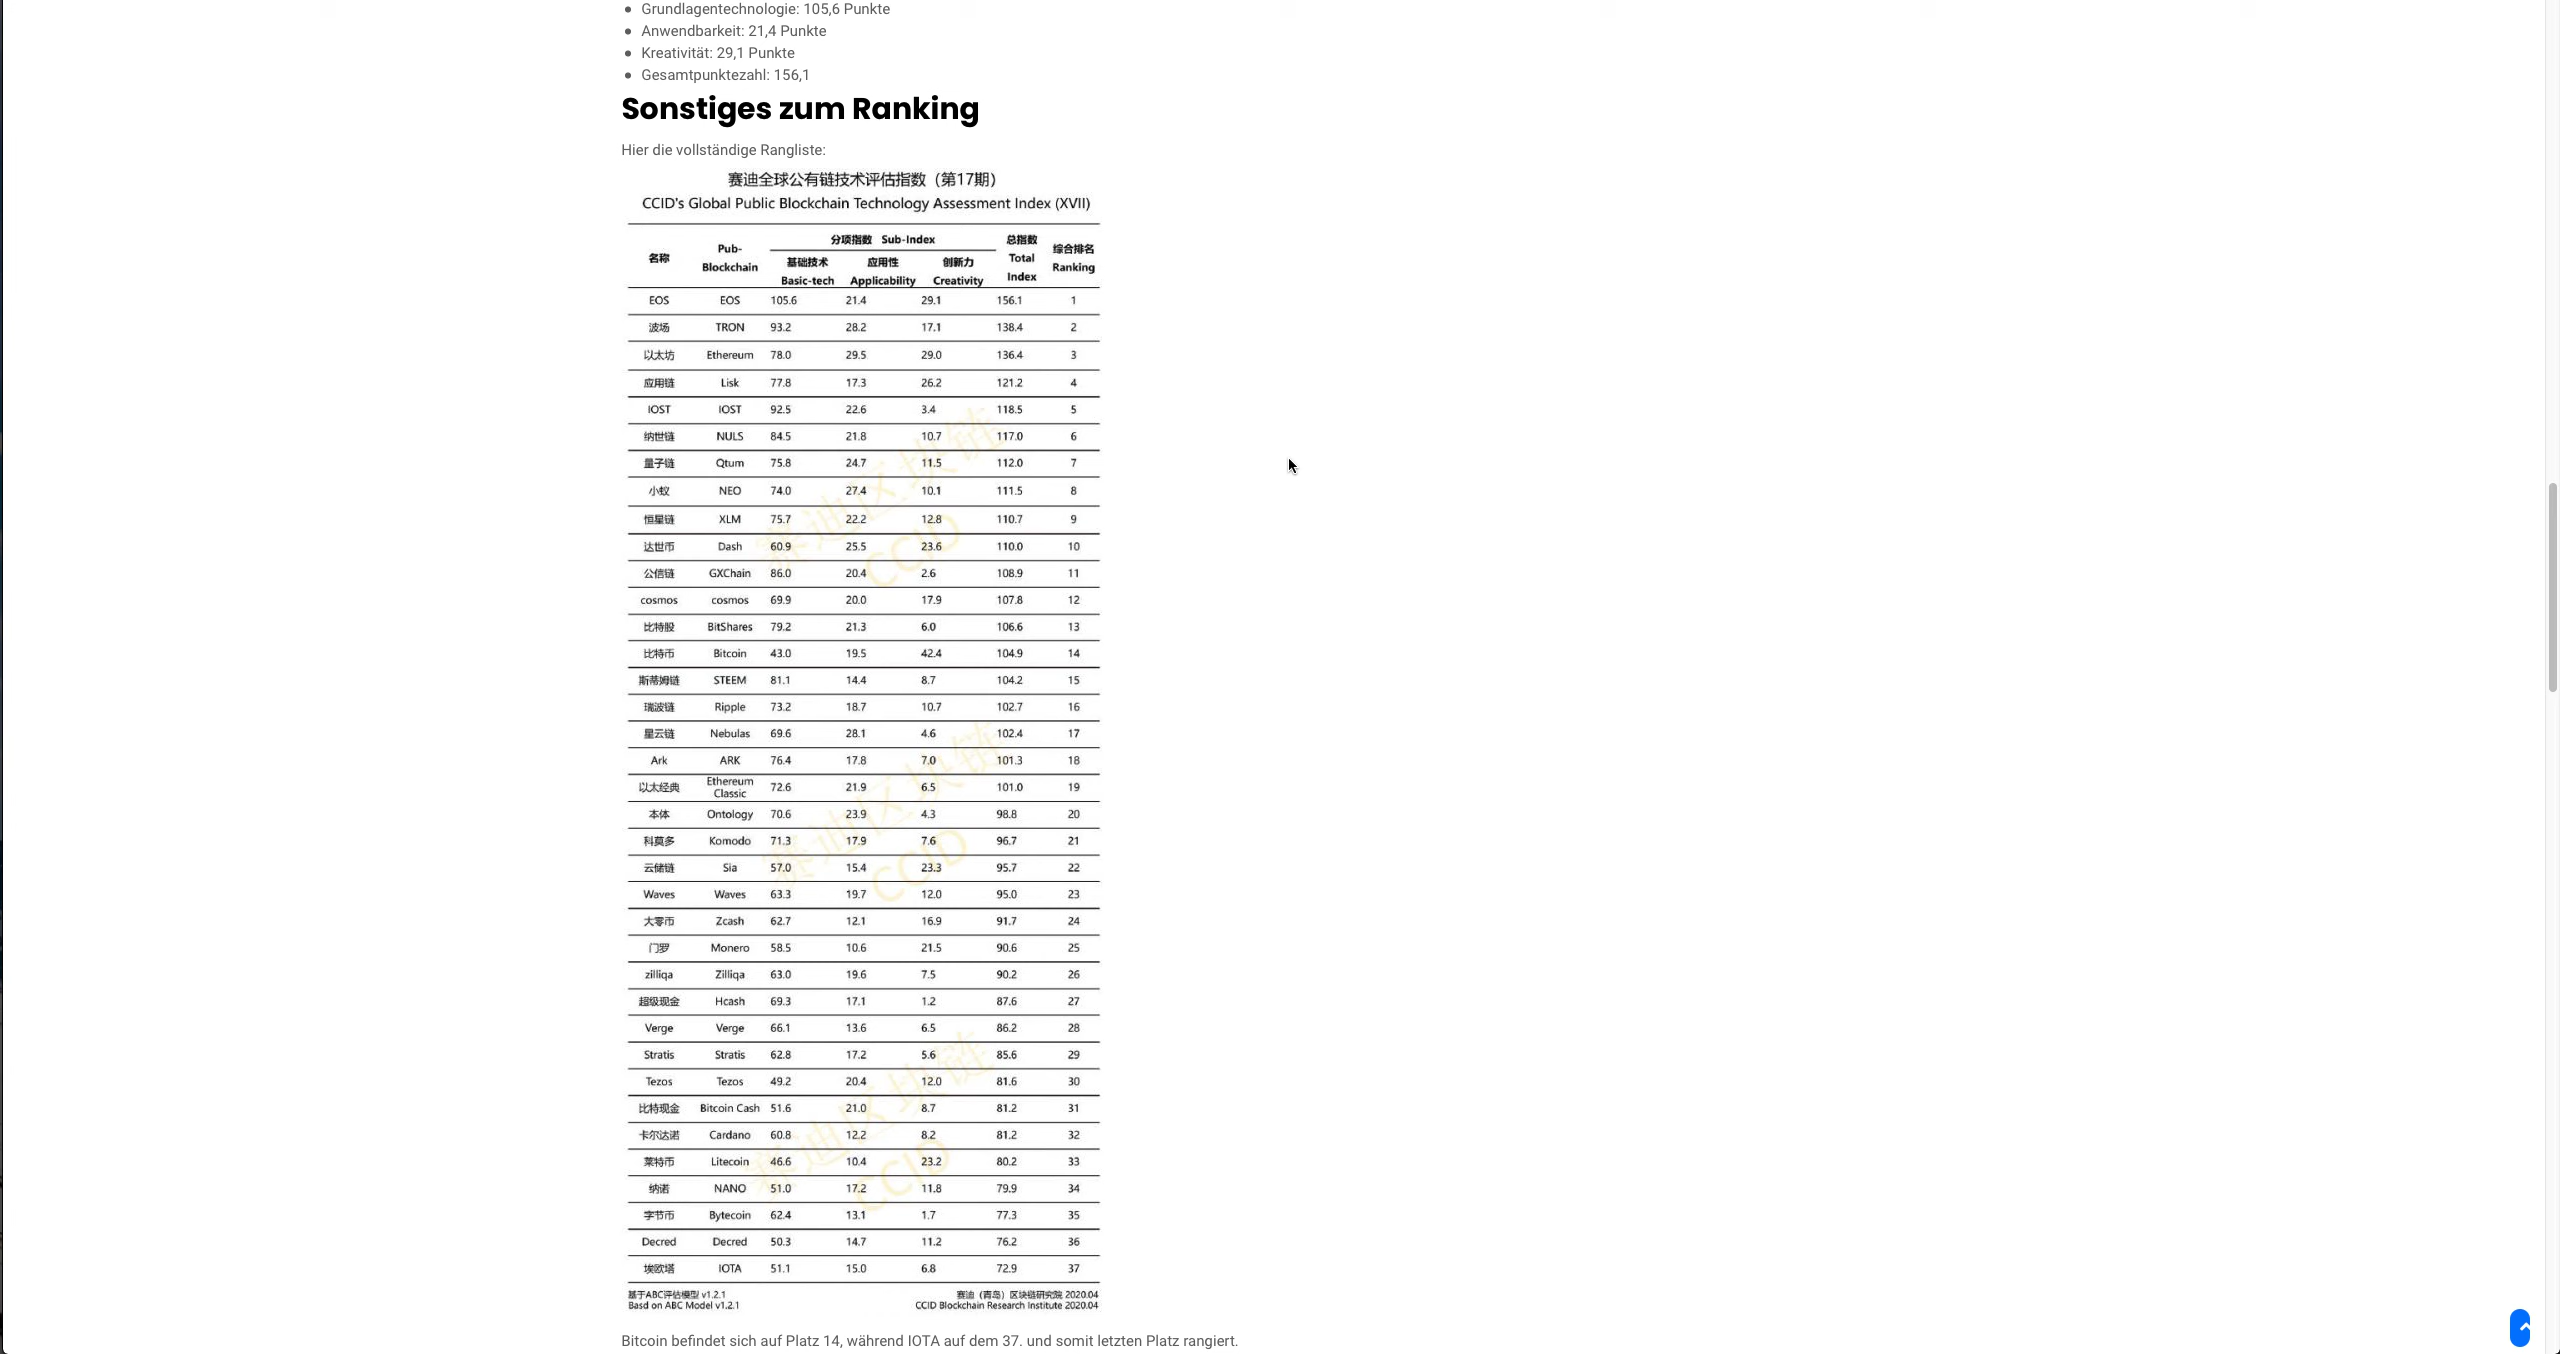 Grundlagentechnologie: 105,6 Punkte
Anwendbarkeit: 21,4 Punkte
Kreativität: 29,1 Punkte
Gesamtpunktezahl: 156,1
Sonstiges zum Ranking
Hier die vollständige Rangliste:
赛迪全球公有链技术评估指数（第17期）
CCID's Global Public Blockchain Technology Assessment Index (XVII)
名称 Pub-Blockchain 分项指数 Sub-Index 总指数 Total Index 综合排名 Ranking
基础技术 Basic-tech 应用性 Applicability 创新力 Creativity
EOS EOS 105.6 21.4 29.1 156.1 1
波场 TRON 93.2 28.2 17.1 138.4 2
以太坊 Ethereum 78.0 29.5 29.0 136.4 3
应用链 Lisk 77.8 17.3 26.2 121.2 4
IOST IOST 92.5 22.6 3.4 118.5 5
纳世链 NULS 84.5 21.8 10.7 117.0 6
量子链 Qtum 75.8 24.7 11.5 112.0 7
小蚁 NEO 74.0 27.4 10.1 111.5 8
恒星链 XLM 75.7 22.2 12.8 110.7 9
达世币 Dash 60.9 25.5 23.6 110.0 10
公信链 GXChain 86.0 20.4 2.6 108.9 11
cosmos cosmos 69.9 20.0 17.9 107.8 12
比特股 BitShares 79.2 21.3 6.0 106.6 13
比特币 Bitcoin 43.0 19.5 42.4 104.9 14
斯蒂姆链 STEEM 81.1 14.4 8.7 104.2 15
瑞波链 Ripple 73.2 18.7 10.7 102.7 16
星云链 Nebulas 69.6 28.1 4.6 102.4 17
Ark ARK 76.4 17.8 7.0 101.3 18
以太经典 Ethereum Classic 72.6 21.9 6.5 101.0 19
本体 Ontology 70.6 23.9 4.3 98.8 20
科莫多 Komodo 71.3 17.9 7.6 96.7 21
云储链 Sia 57.0 15.4 23.3 95.7 22
Waves Waves 63.3 19.7 12.0 95.0 23
大零币 Zcash 62.7 12.1 16.9 91.7 24
门罗 Monero 58.5 10.6 21.5 90.6 25
zilliqa Zilliqa 63.0 19.6 7.5 90.2 26
超级现金 Hcash 69.3 17.1 1.2 87.6 27
Verge Verge 66.1 13.6 6.5 86.2 28
Stratis Stratis 62.8 17.2 5.6 85.6 29
Tezos Tezos 49.2 20.4 12.0 81.6 30
比特现金 Bitcoin Cash 51.6 21.0 8.7 81.2 31
卡尔达诺 Cardano 60.8 12.2 8.2 81.2 32
莱特币 Litecoin 46.6 10.4 23.2 80.2 33
纳诺 NANO 51.0 17.2 11.8 79.9 34
字节币 Bytecoin 62.4 13.1 1.7 77.3 35
Decred Decred 50.3 14.7 11.2 76.2 36
埃欧塔 IOTA 51.1 15.0 6.8 72.9 37
基于ABC评估模型 v1.2.1 赛迪（青岛）区块链研究院 2020.04
Basd on ABC Model v1.2.1 CCID Blockchain Research Institute 2020.04
赛迪区块链
CCID
赛迪区块链
CCID
赛迪区块链
CCID
Bitcoin befindet sich auf Platz 14, während IOTA auf dem 37. und somit letzten Platz rangiert.